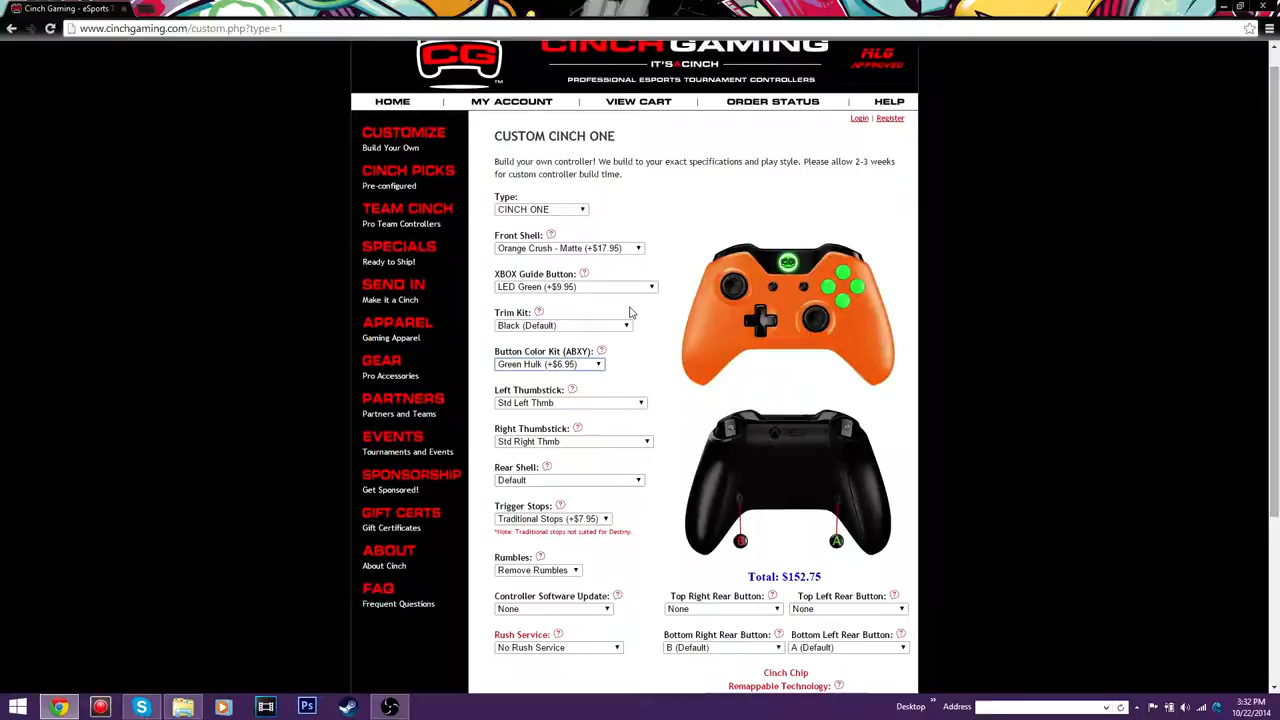 Cinch Gaming - eSports T
www.cinchgaming.com/custom.php?type=1
CG
TM
CINCH GAMING
IT'S A CINCH
PROFESSIONAL ESPORTS TOURNAMENT CONTROLLERS
MLG
APPROVED
HOME | MY ACCOUNT | VIEW CART | ORDER STATUS | HELP
Login | Register
CUSTOMIZE
Build Your Own
CINCH PICKS
Pre-configured
TEAM CINCH
Pro Team Controllers
SPECIALS
Ready to Ship!
SEND IN
Make it a Cinch
APPAREL
Gaming Apparel
GEAR
Pro Accessories
PARTNERS
Partners and Teams
EVENTS
Tournaments and Events
SPONSORSHIP
Get Sponsored!
GIFT CERTS
Gift Certificates
ABOUT
About Cinch
FAQ
Frequent Questions
CUSTOM CINCH ONE
Build your own controller! We build to your exact specifications and play style. Please allow 2-3 weeks
for custom controller build time.
Type:
CINCH ONE
Front Shell: ?
Orange Crush - Matte (+$17.95)
XBOX Guide Button: ?
LED Green (+$9.95)
Trim Kit: ?
Black (Default)
Button Color Kit (ABXY): ?
Green Hulk (+$6.95)
Left Thumbstick: ?
Std Left Thmb
Right Thumbstick: ?
Std Right Thmb
Rear Shell: ?
Default
Trigger Stops: ?
Traditional Stops (+$7.95)
*Note: Traditional stops not suited for Destiny.
Rumbles: ?
Remove Rumbles
Controller Software Update: ?
None
Rush Service: ?
No Rush Service
B A
Total: $152.75
Top Right Rear Button: ? Top Left Rear Button: ?
None None
Bottom Right Rear Button: ? Bottom Left Rear Button: ?
B (Default) A (Default)
Cinch Chip
Remappable Technology: ?
Ps
Desktop » Address
3:32 PM
10/22/2014